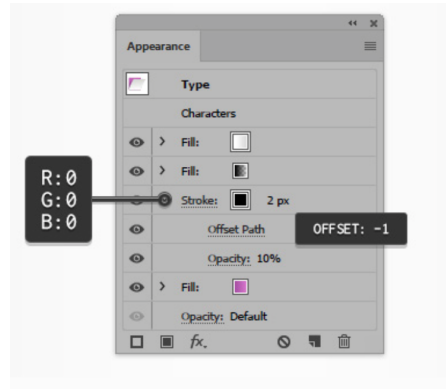 Appearance
Type
Characters
Fill:
Fill:
R:0
G:0
B:0
Stroke: 2 px
Offset Path
OFFSET: -1
Opacity: 10%
Fill:
Opacity: Default
fx.